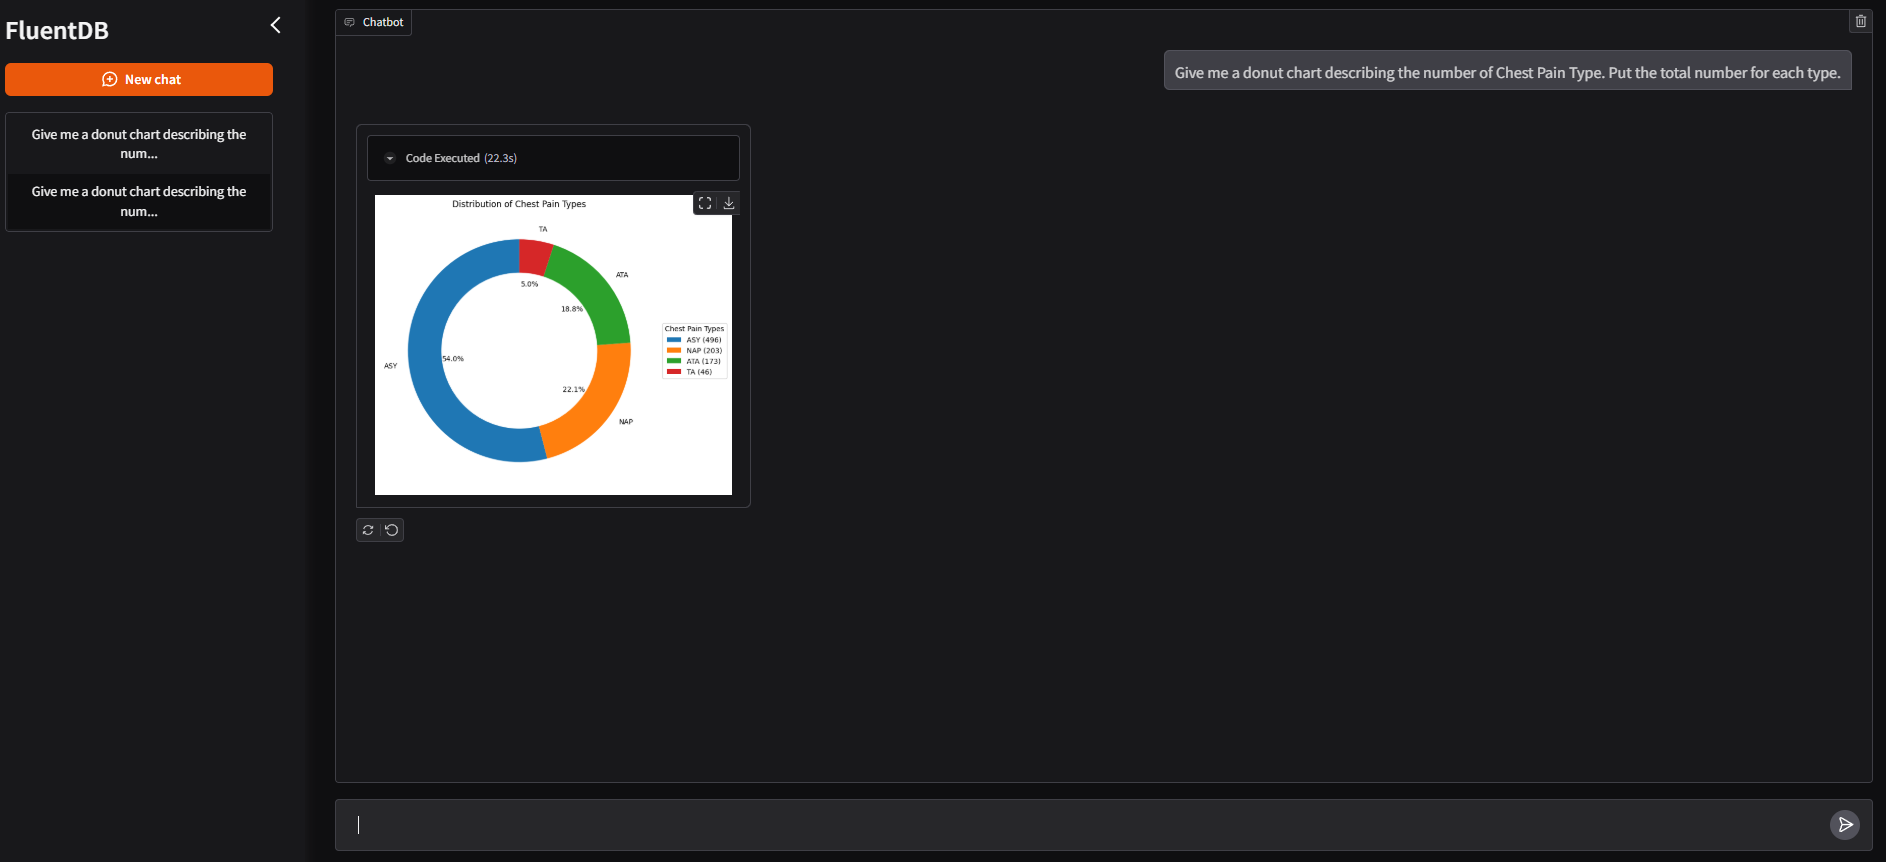 FluentDB
New chat
Give me a donut chart describing the
num...
Give me a donut chart describing the
num...
Chatbot
Give me a donut chart describing the number of Chest Pain Type. Put the total number for each type.
Code Executed (22.3s)
Distribution of Chest Pain Types
TA
ATA
5.0%
18.8%
Chest Pain Types
ASY (496)
NAP (203)
ATA (173)
TA (46)
54.0%
ASY
22.1%
NAP